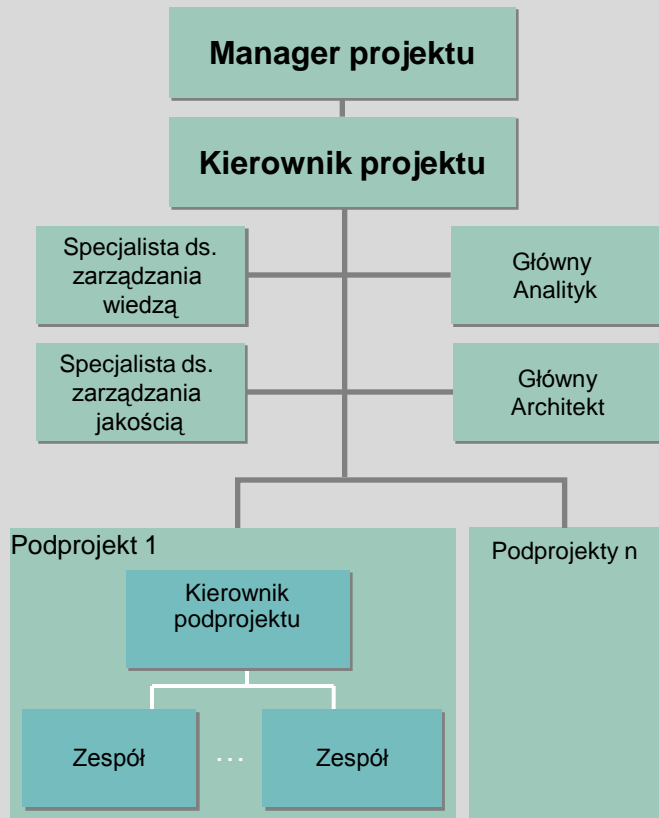 Manager projektu
Kierownik projektu
Specjalista ds.
zarządzania
wiedzą
Główny
Analityk
Specjalista ds.
zarządzania
jakością
Główny
Architekt
Podprojekt 1
Kierownik
podprojektu
Zespół
...
Zespół
Podprojekty n